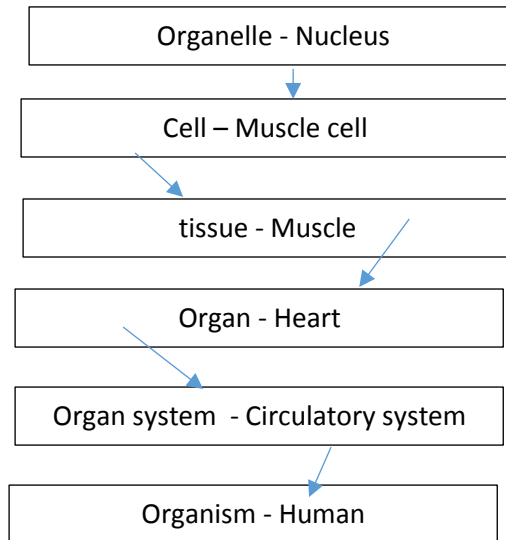 Organelle - Nucleus
Cell – Muscle cell
tissue - Muscle
Organ - Heart
Organ system - Circulatory system
Organism - Human